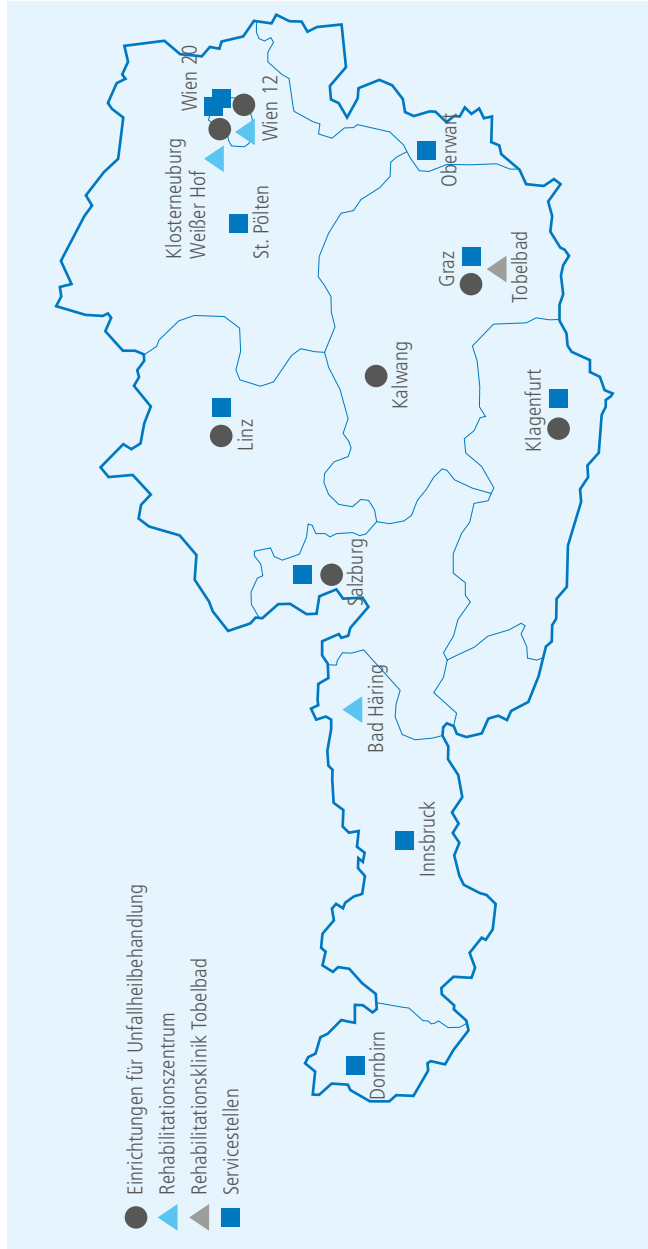 Einrichtungen für Unfallheilbehandlung
Rehabilitationszentrum
Rehabilitationsklinik Tobelbad
Servicestellen
Dornbirn
Innsbruck
Bad Häring
Salzburg
Linz
Klosterneuburg
Weißer Hof
Wien 20
Wien 12
St. Pölten
Kalwang
Graz
Tobelbad
Oberwart
Klagenfurt